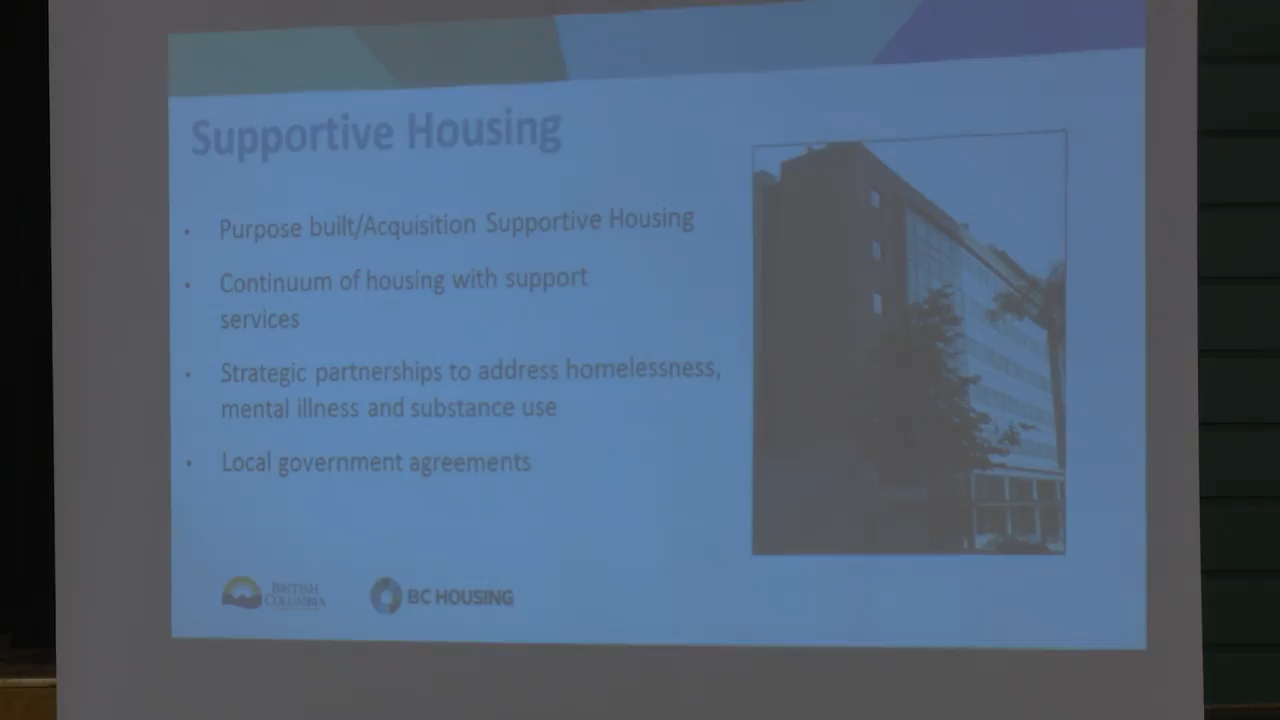 Supportive Housing
• Purpose built/Acquisition Supportive Housing
• Continuum of housing with support
services
• Strategic partnerships to address homelessness,
mental illness and substance use
• Local government agreements
BRITISH
COLUMBIA
BC HOUSING